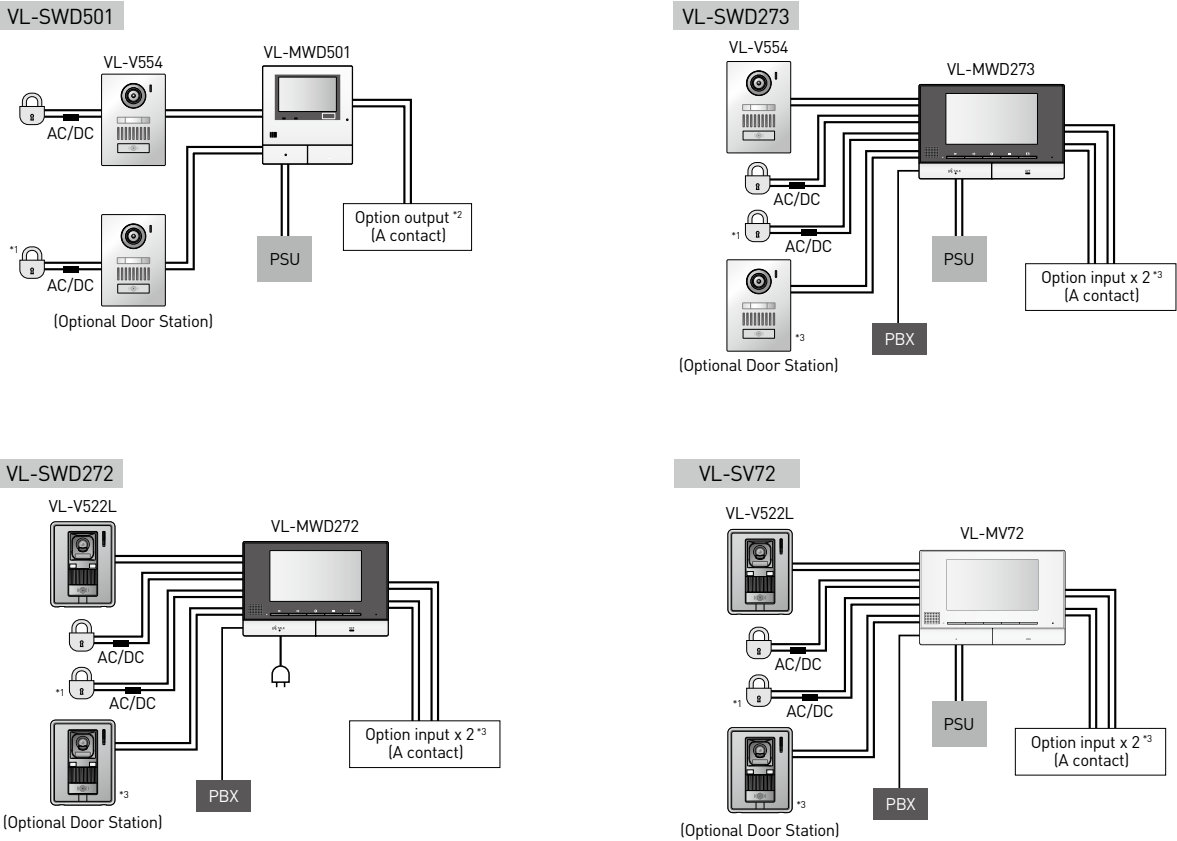 VL-SWD501
VL-V554
VL-MWD501
AC/DC
*1
AC/DC
(Optional Door Station)
PSU
Option output *2
(A contact)
VL-SWD273
VL-V554
VL-MWD273
AC/DC
*1
AC/DC
*3
(Optional Door Station)
PBX
PSU
Option input x 2 *3
(A contact)
VL-SWD272
VL-V522L
VL-MWD272
AC/DC
*1
AC/DC
*3
(Optional Door Station)
PBX
Option input x 2 *3
(A contact)
VL-SV72
VL-V522L
VL-MV72
AC/DC
*1
AC/DC
*3
(Optional Door Station)
PBX
PSU
Option input x 2 *3
(A contact)